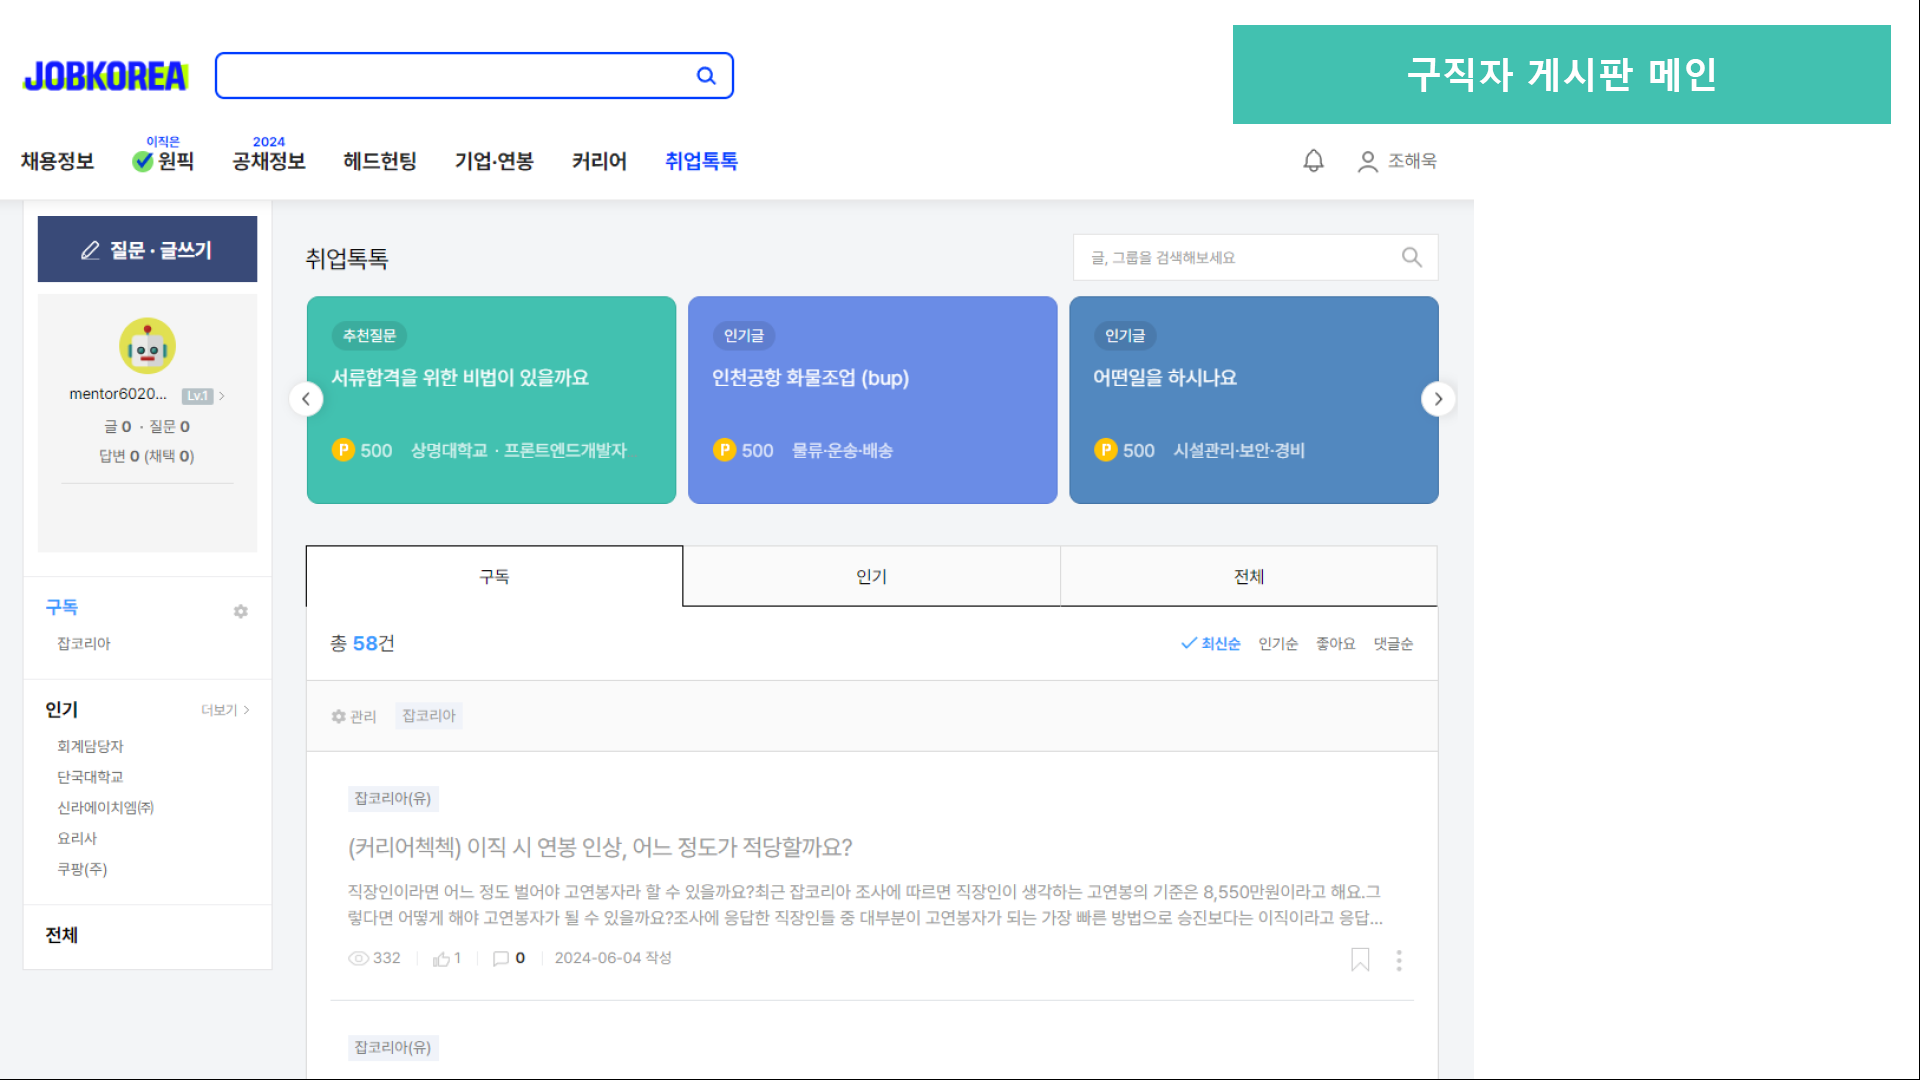 구직자 게시판 메인
JOBKOREA
채용정보
이직은
원픽
2024
공채정보
헤드헌팅
기업·연봉
커리어
취업톡톡
조해욱
질문 · 글쓰기
mentor6020... Lv.1
글 0 · 질문 0
답변 0 (채택 0)
구독
잡코리아
인기
더보기
회계담당자
단국대학교
신라에이치엠㈜
요리사
쿠팡(주)
전체
취업톡톡
글, 그룹을 검색해보세요
추천질문
서류합격을 위한 비법이 있을까요
P 500 상명대학교 · 프론트엔드개발자
인기글
인천공항 화물조업 (bup)
P 500 물류·운송·배송
인기글
어떤일을 하시나요
P 500 시설관리·보안·경비
구독
인기
전체
총 58건
최신순 인기순 좋아요 댓글순
관리 잡코리아
잡코리아(유)
(커리어첵첵) 이직 시 연봉 인상, 어느 정도가 적당할까요?
직장인이라면 어느 정도 벌어야 고연봉자라 할 수 있을까요?최근 잡코리아 조사에 따르면 직장인이 생각하는 고연봉의 기준은 8,550만원이라고 해요.그
렇다면 어떻게 해야 고연봉자가 될 수 있을까요?조사에 응답한 직장인들 중 대부분이 고연봉자가 되는 가장 빠른 방법으로 승진보다는 이직이라고 응답...
332 1 0 2024-06-04 작성
잡코리아(유)